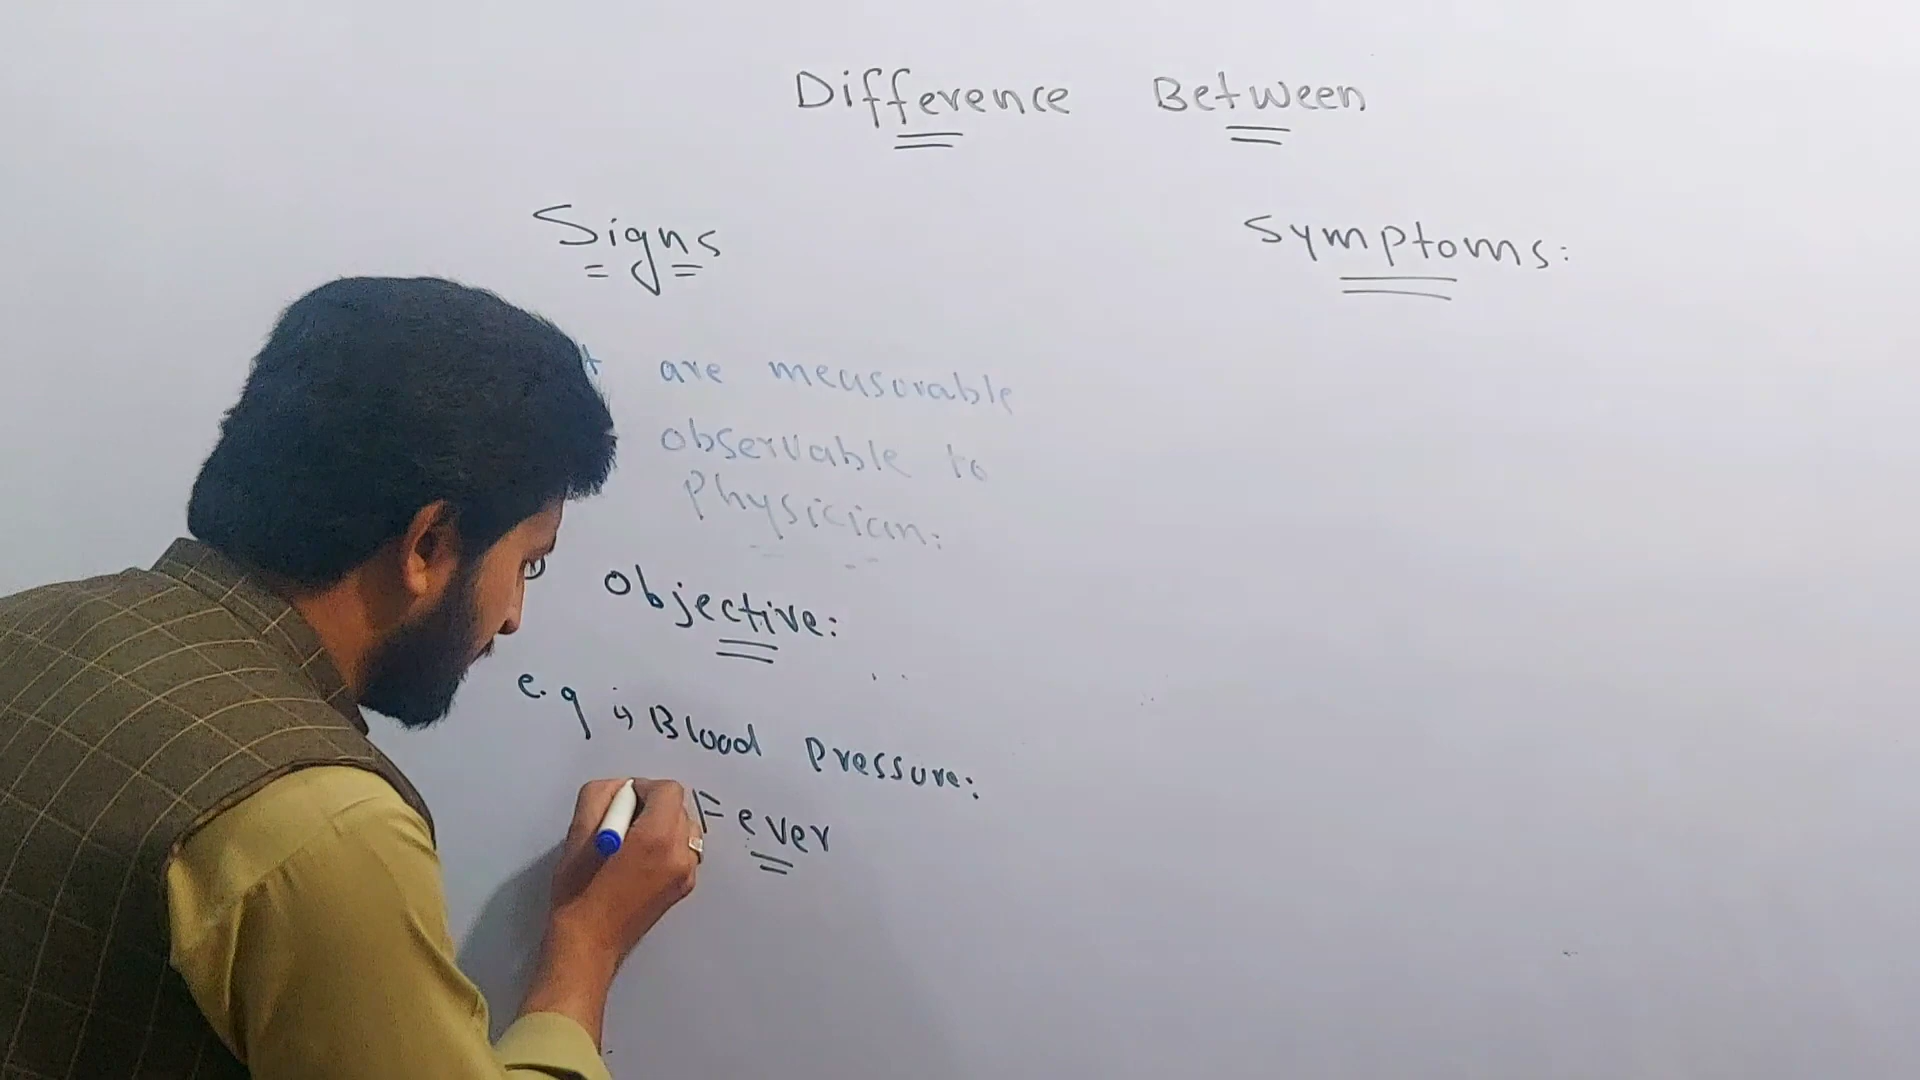 Difference Between
Signs
Symptoms:
are measurable
observable to
Physician:
Objective:
e.g i) Blood pressure:
Fever